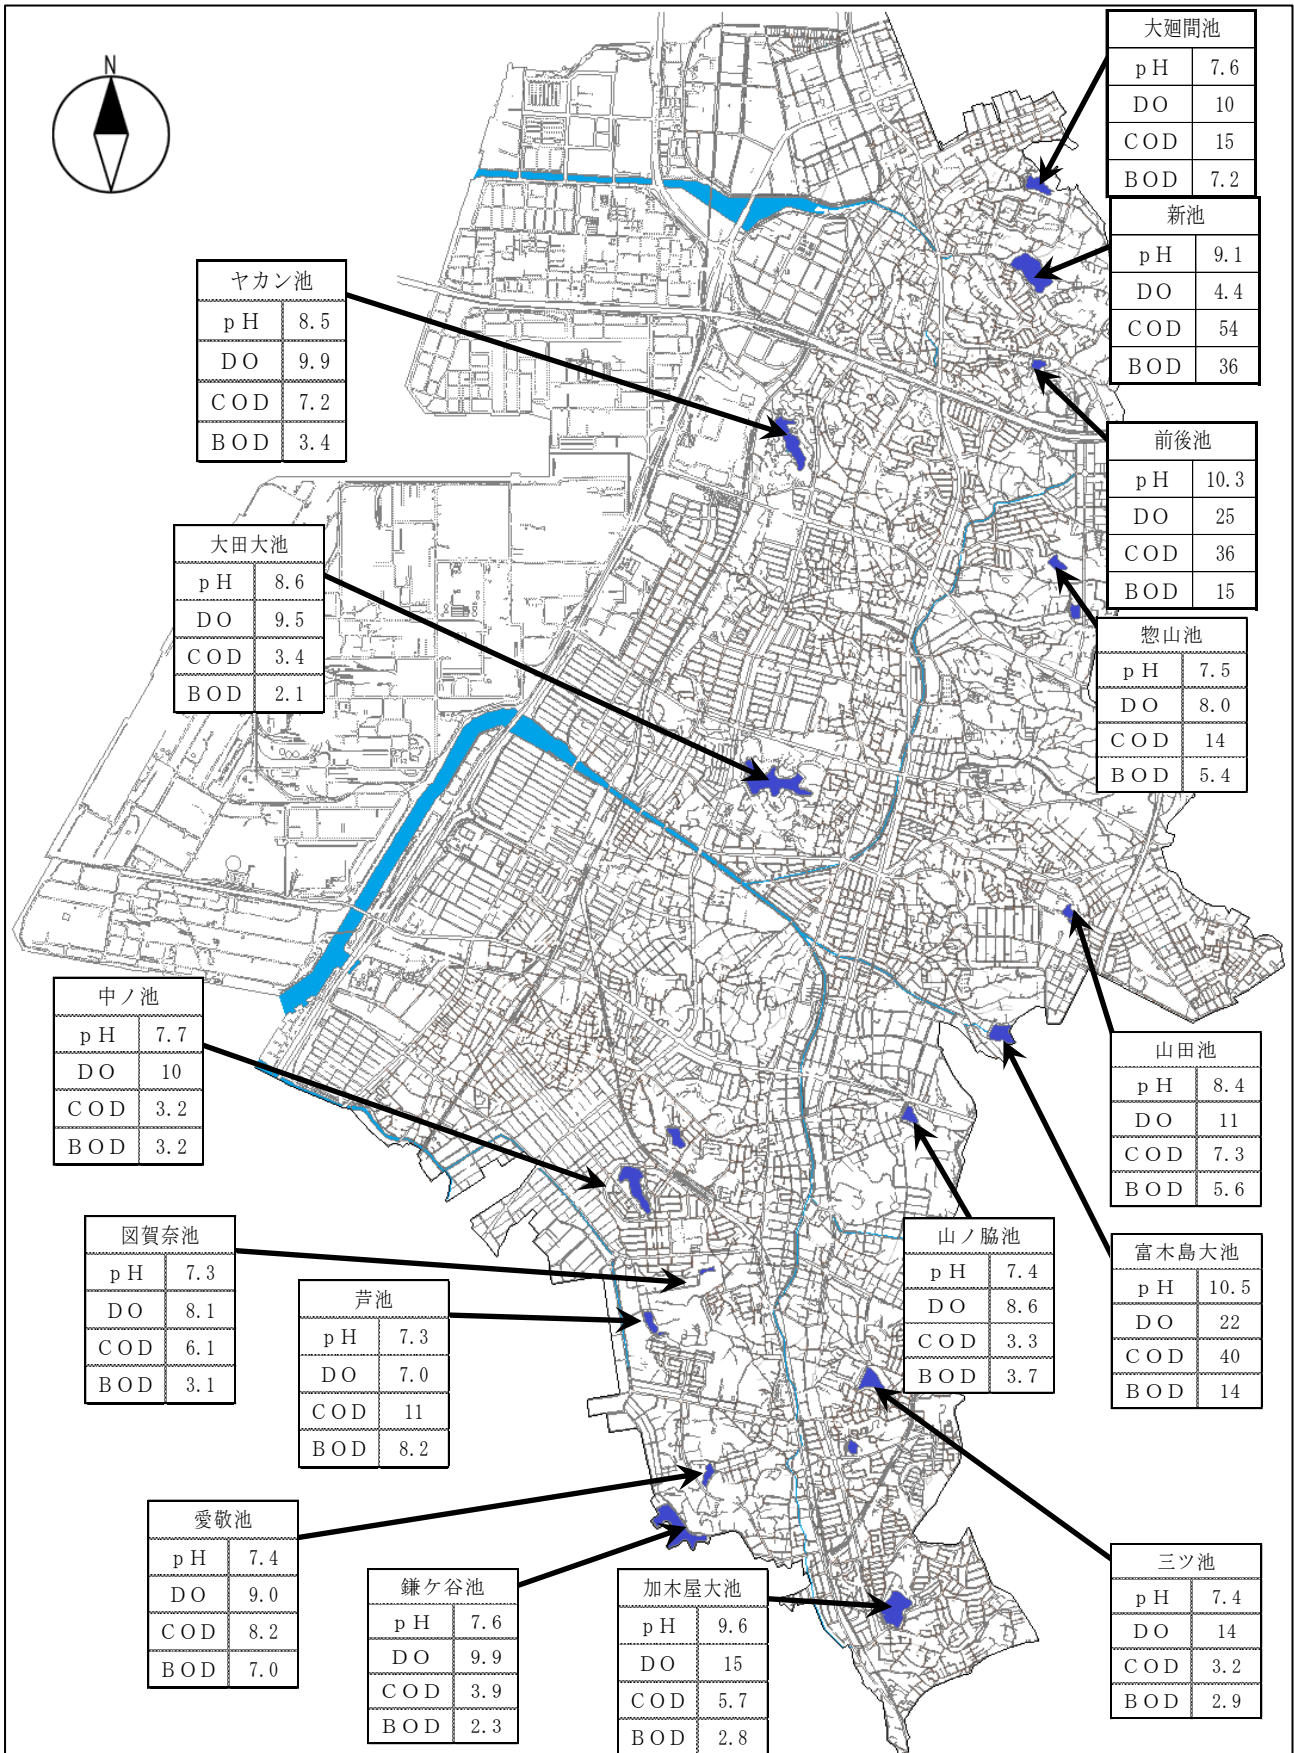 N
大廻間池
pH 7.6
DO 10
COD 15
BOD 7.2
新池
pH 9.1
DO 4.4
COD 54
BOD 36
ヤカン池
pH 8.5
DO 9.9
COD 7.2
BOD 3.4
前後池
pH 10.3
DO 25
COD 36
BOD 15
大田大池
pH 8.6
DO 9.5
COD 3.4
BOD 2.1
惣山池
pH 7.5
DO 8.0
COD 14
BOD 5.4
中ノ池
pH 7.7
DO 10
COD 3.2
BOD 3.2
山田池
pH 8.4
DO 11
COD 7.3
BOD 5.6
図賀奈池
pH 7.3
DO 8.1
COD 6.1
BOD 3.1
山ノ脇池
pH 7.4
DO 8.6
COD 3.3
BOD 3.7
富木島大池
pH 10.5
DO 22
COD 40
BOD 14
芦池
pH 7.3
DO 7.0
COD 11
BOD 8.2
愛敬池
pH 7.4
DO 9.0
COD 8.2
BOD 7.0
鎌ケ谷池
pH 7.6
DO 9.9
COD 3.9
BOD 2.3
加木屋大池
pH 9.6
DO 15
COD 5.7
BOD 2.8
三ツ池
pH 7.4
DO 14
COD 3.2
BOD 2.9